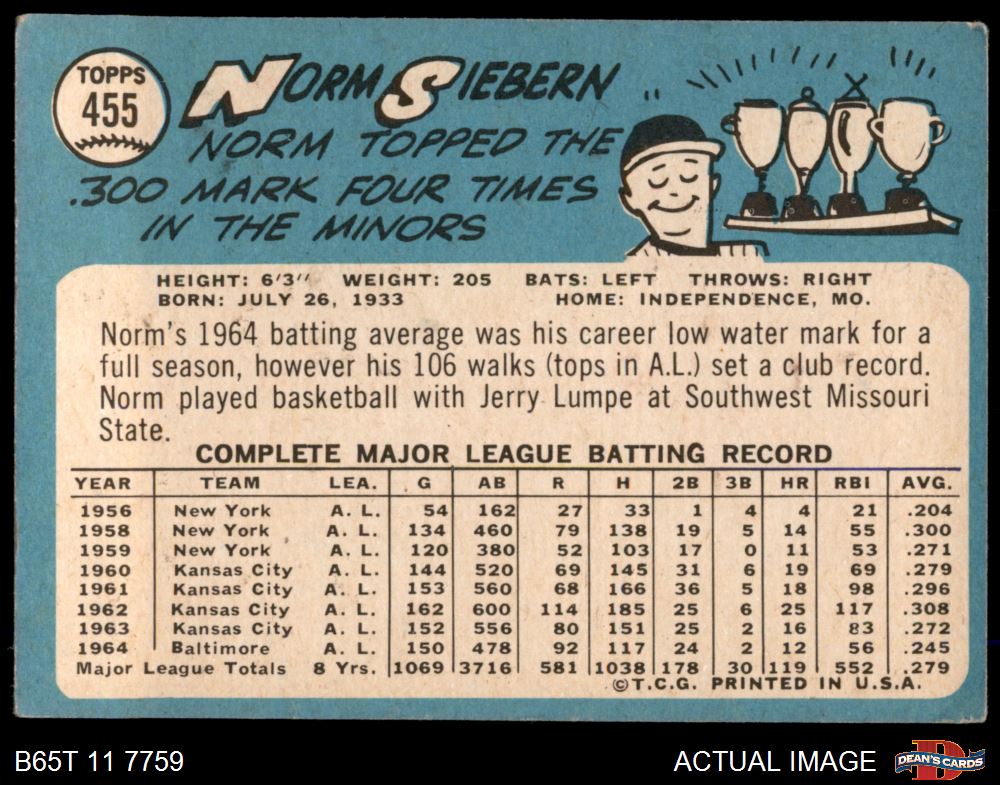 TOPPS
455
NORM SIEBERN
NORM TOPPED THE
.300 MARK FOUR TIMES
IN THE MINORS
HEIGHT: 6'3" WEIGHT: 205 BATS: LEFT THROWS: RIGHT
BORN: JULY 26, 1933 HOME: INDEPENDENCE, MO.
Norm's 1964 batting average was his career low water mark for a
full season, however his 106 walks (tops in A.L.) set a club record.
Norm played basketball with Jerry Lumpe at Southwest Missouri
State.
COMPLETE MAJOR LEAGUE BATTING RECORD
YEAR TEAM LEA. G AB R H 2B 3B HR RBI AVG.
1956 New York A. L. 54 162 27 33 1 4 4 21 .204
1958 New York A. L. 134 460 79 138 19 5 14 55 .300
1959 New York A. L. 120 380 52 103 17 0 11 53 .271
1960 Kansas City A. L. 144 520 69 145 31 6 19 69 .279
1961 Kansas City A. L. 153 560 68 166 36 5 18 98 .296
1962 Kansas City A. L. 162 600 114 185 25 6 25 117 .308
1963 Kansas City A. L. 152 556 80 151 25 2 16 83 .272
1964 Baltimore A. L. 150 478 92 117 24 2 12 56 .245
Major League Totals 8 Yrs. 1069 3716 581 1038 178 30 119 552 .279
©T.C.G. PRINTED IN U.S.A.
B65T 11 7759 ACTUAL IMAGE DEAN'S CARDS